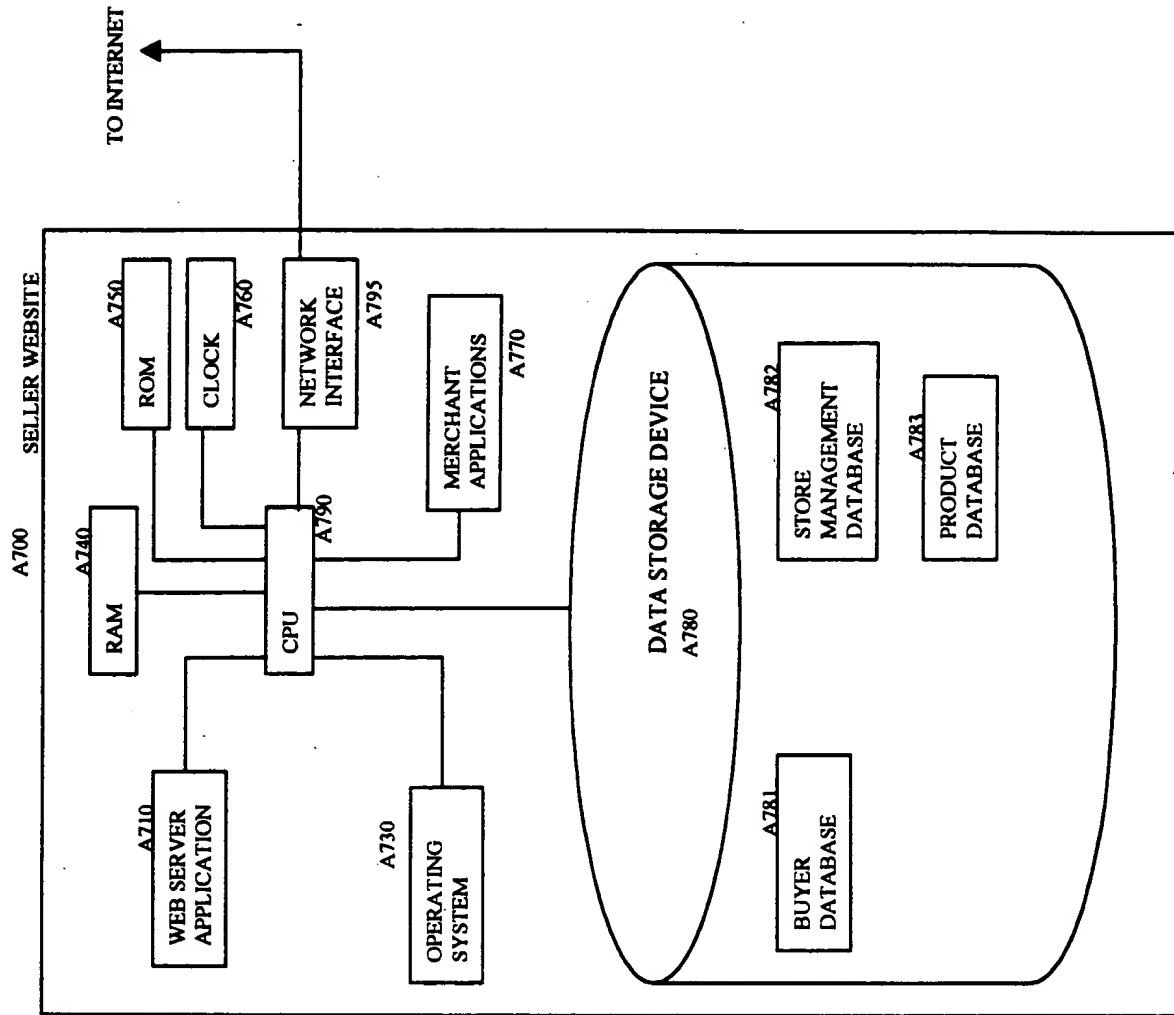 A700
SELLER WEBSITE
TO INTERNET
A710
WEB SERVER
APPLICATION
A740
RAM
A750
ROM
A760
CLOCK
CPU
A790
NETWORK
INTERFACE
A795
A730
OPERATING
SYSTEM
MERCHANT
APPLICATIONS
A770
DATA STORAGE DEVICE
A780
A781
BUYER
DATABASE
A782
STORE
MANAGEMENT
DATABASE
A783
PRODUCT
DATABASE